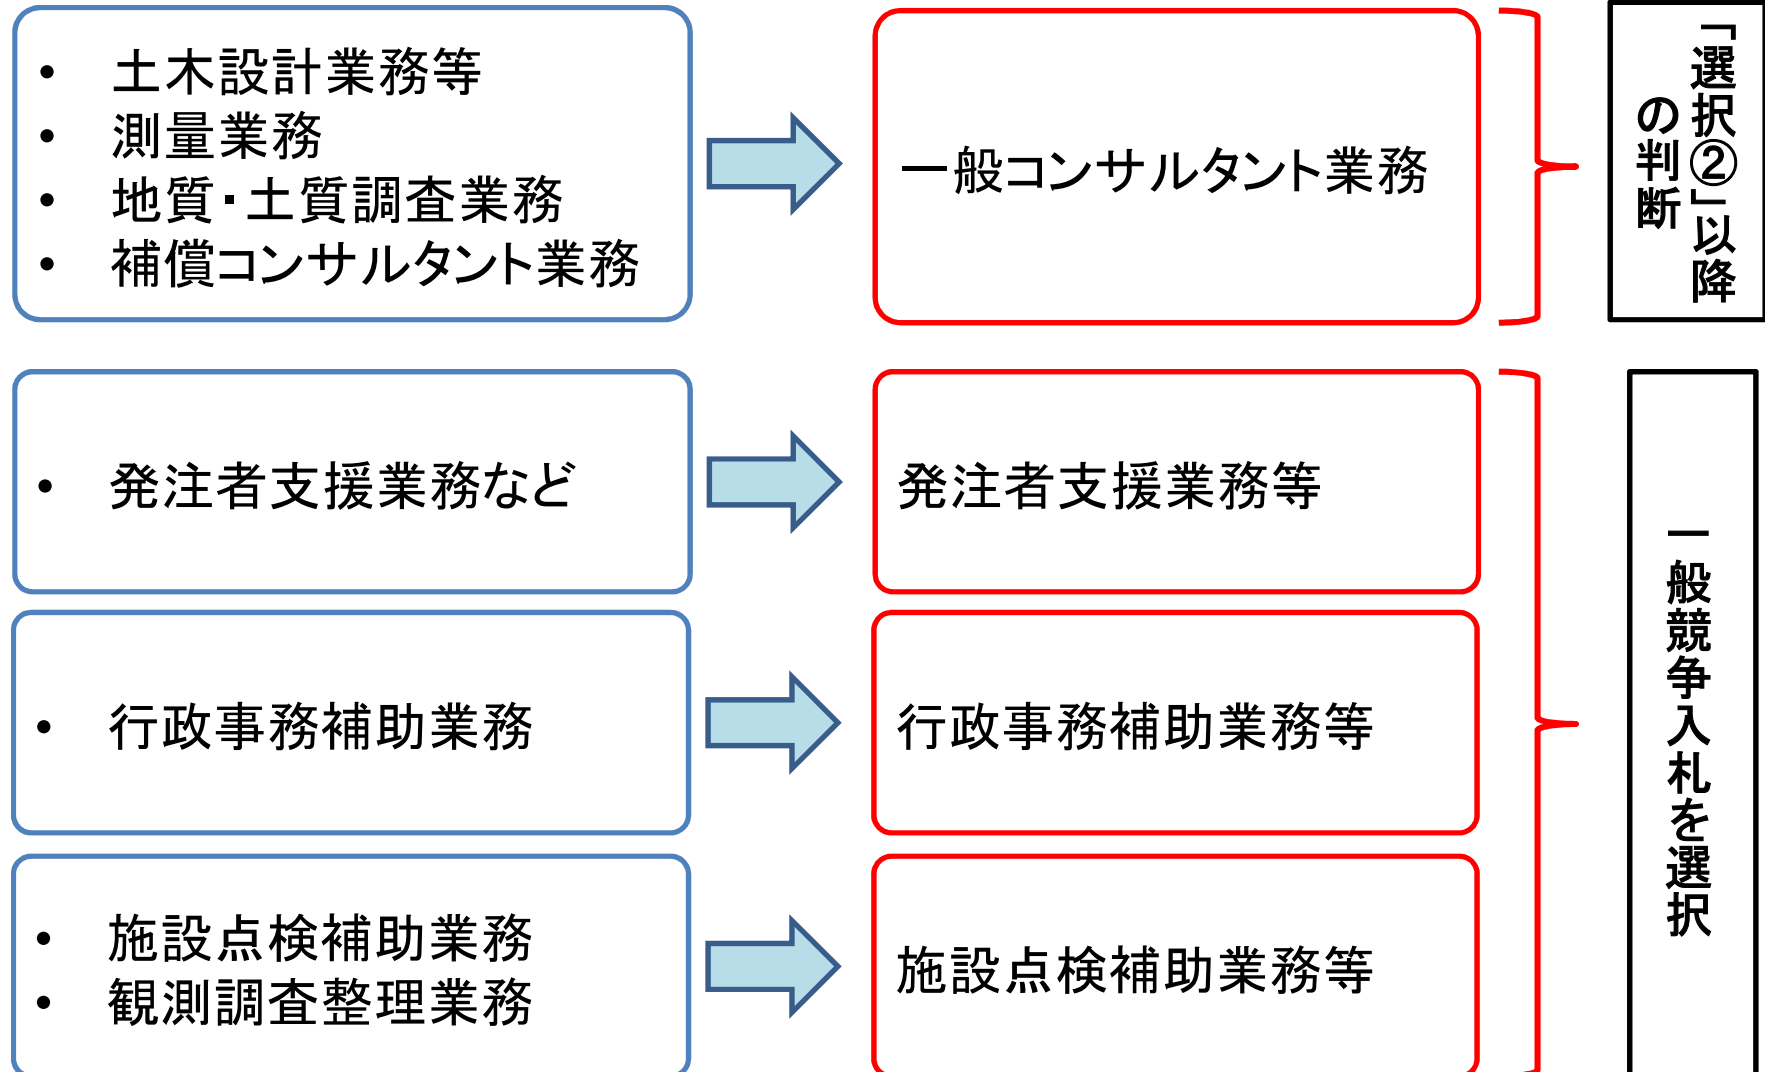 • 土木設計業務等
• 測量業務
• 地質・土質調査業務
• 補償コンサルタント業務
一般コンサルタント業務
「選択②」以降
の判断
• 発注者支援業務など
発注者支援業務等
• 行政事務補助業務
行政事務補助業務等
• 施設点検補助業務
• 観測調査整理業務
施設点検補助業務等
一般競争入札を選択